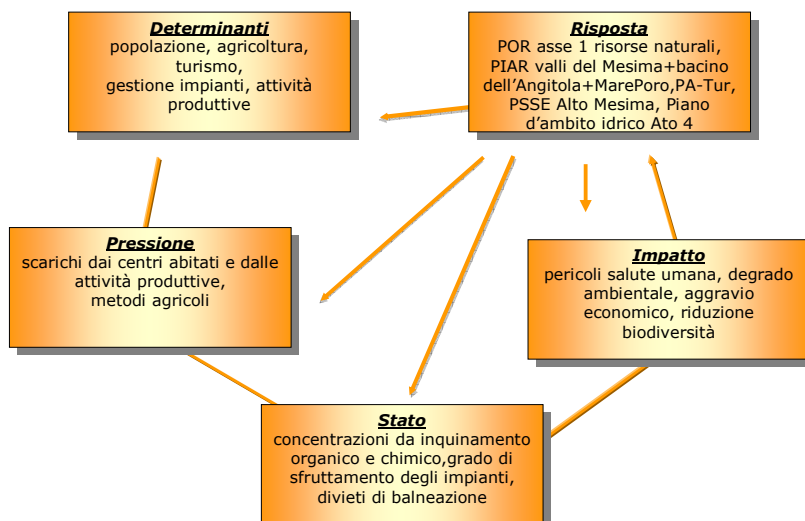 Determinanti
popolazione, agricoltura,
turismo,
gestione impianti, attività
produttive
Risposta
POR asse 1 risorse naturali,
PIAR valli del Mesima+bacino
dell'Angitola+MarePoro,PA-Tur,
PSSE Alto Mesima, Piano
d'ambito idrico Ato 4
Pressione
scarichi dai centri abitati e dalle
attività produttive,
metodi agricoli
Impatto
pericoli salute umana, degrado
ambientale, aggravio
economico, riduzione
biodiversità
Stato
concentrazioni da inquinamento
organico e chimico,grado di
sfruttamento degli impianti,
divieti di balneazione